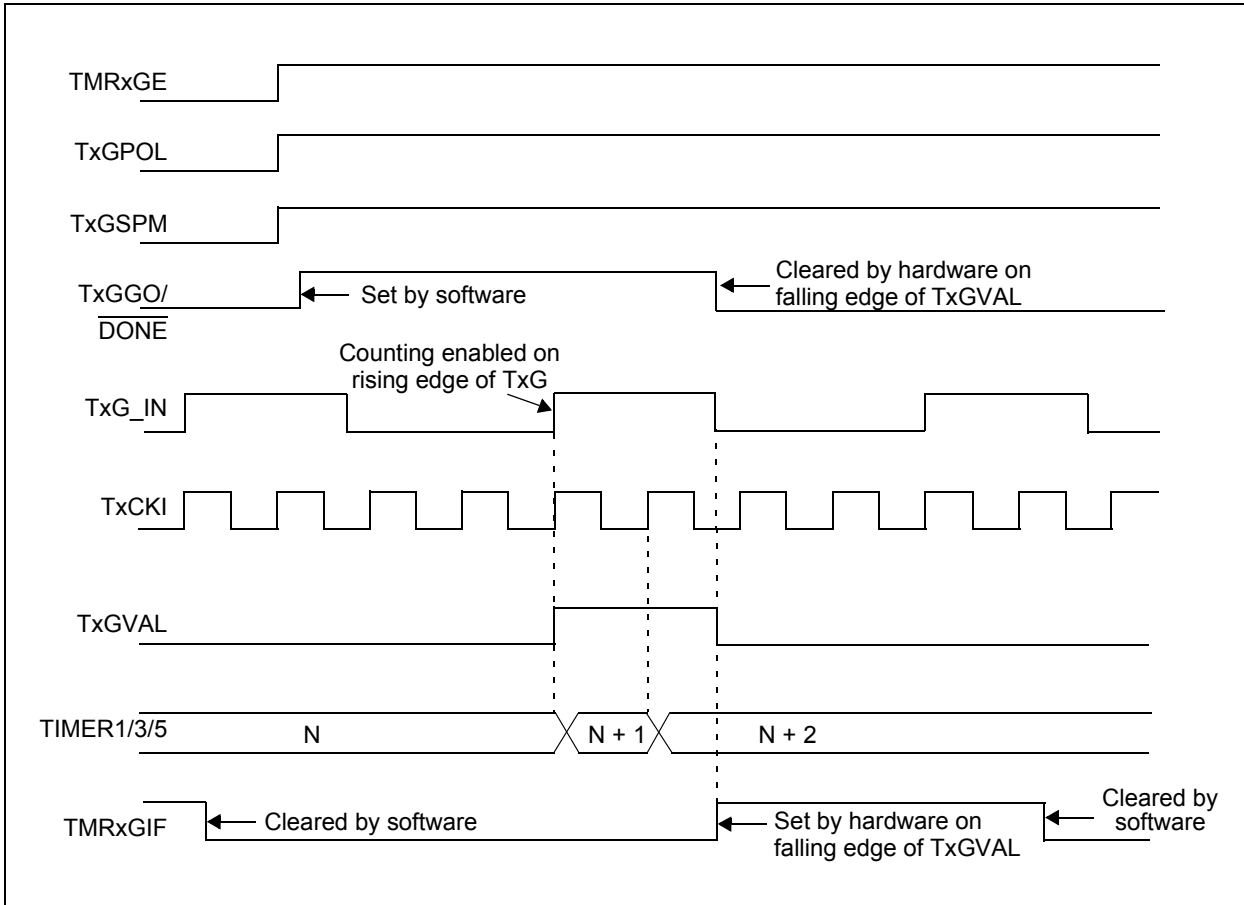 TMRxGE
TxGPOL
TxGSPM
TxGGO/
DONE
Set by software
Cleared by hardware on
falling edge of TxGVAL
Counting enabled on
rising edge of TxG
TxG_IN
TxCKI
TxGVAL
TIMER1/3/5
N
N + 1
N + 2
TMRxGIF
Cleared by software
Set by hardware on
falling edge of TxGVAL
Cleared by
software